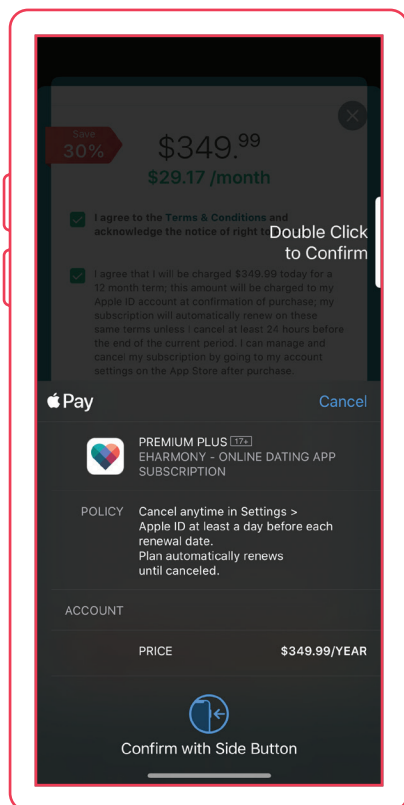 Save
30%
$349.99
$29.17 /month
I agree to the Terms & Conditions and
acknowledge the notice of right to
Double Click
to Confirm
I agree that I will be charged $349.99 today for a
12 month term; this amount will be charged to my
Apple ID account at confirmation of purchase; my
subscription will automatically renew on these
same terms unless I cancel at least 24 hours before
the end of the current period. I can manage and
cancel my subscription by going to my account
settings on the App Store after purchase.
Pay
Cancel
PREMIUM PLUS 17+
EHARMONY - ONLINE DATING APP
SUBSCRIPTION
POLICY
Cancel anytime in Settings >
Apple ID at least a day before each
renewal date.
Plan automatically renews
until canceled.
ACCOUNT
PRICE
$349.99/YEAR
Confirm with Side Button